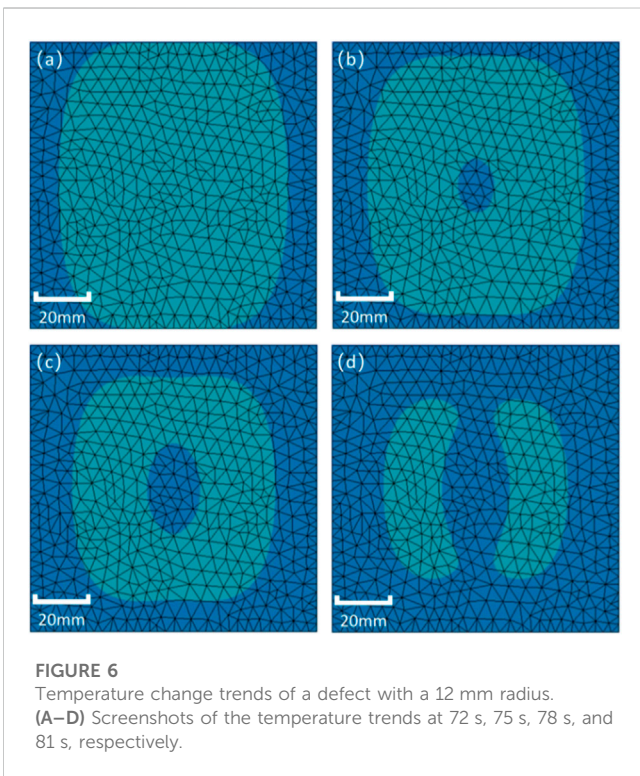 (a)
20mm
(b)
20mm
(c)
20mm
(d)
20mm
FIGURE 6
Temperature change trends of a defect with a 12 mm radius.
(A–D) Screenshots of the temperature trends at 72 s, 75 s, 78 s, and
81 s, respectively.